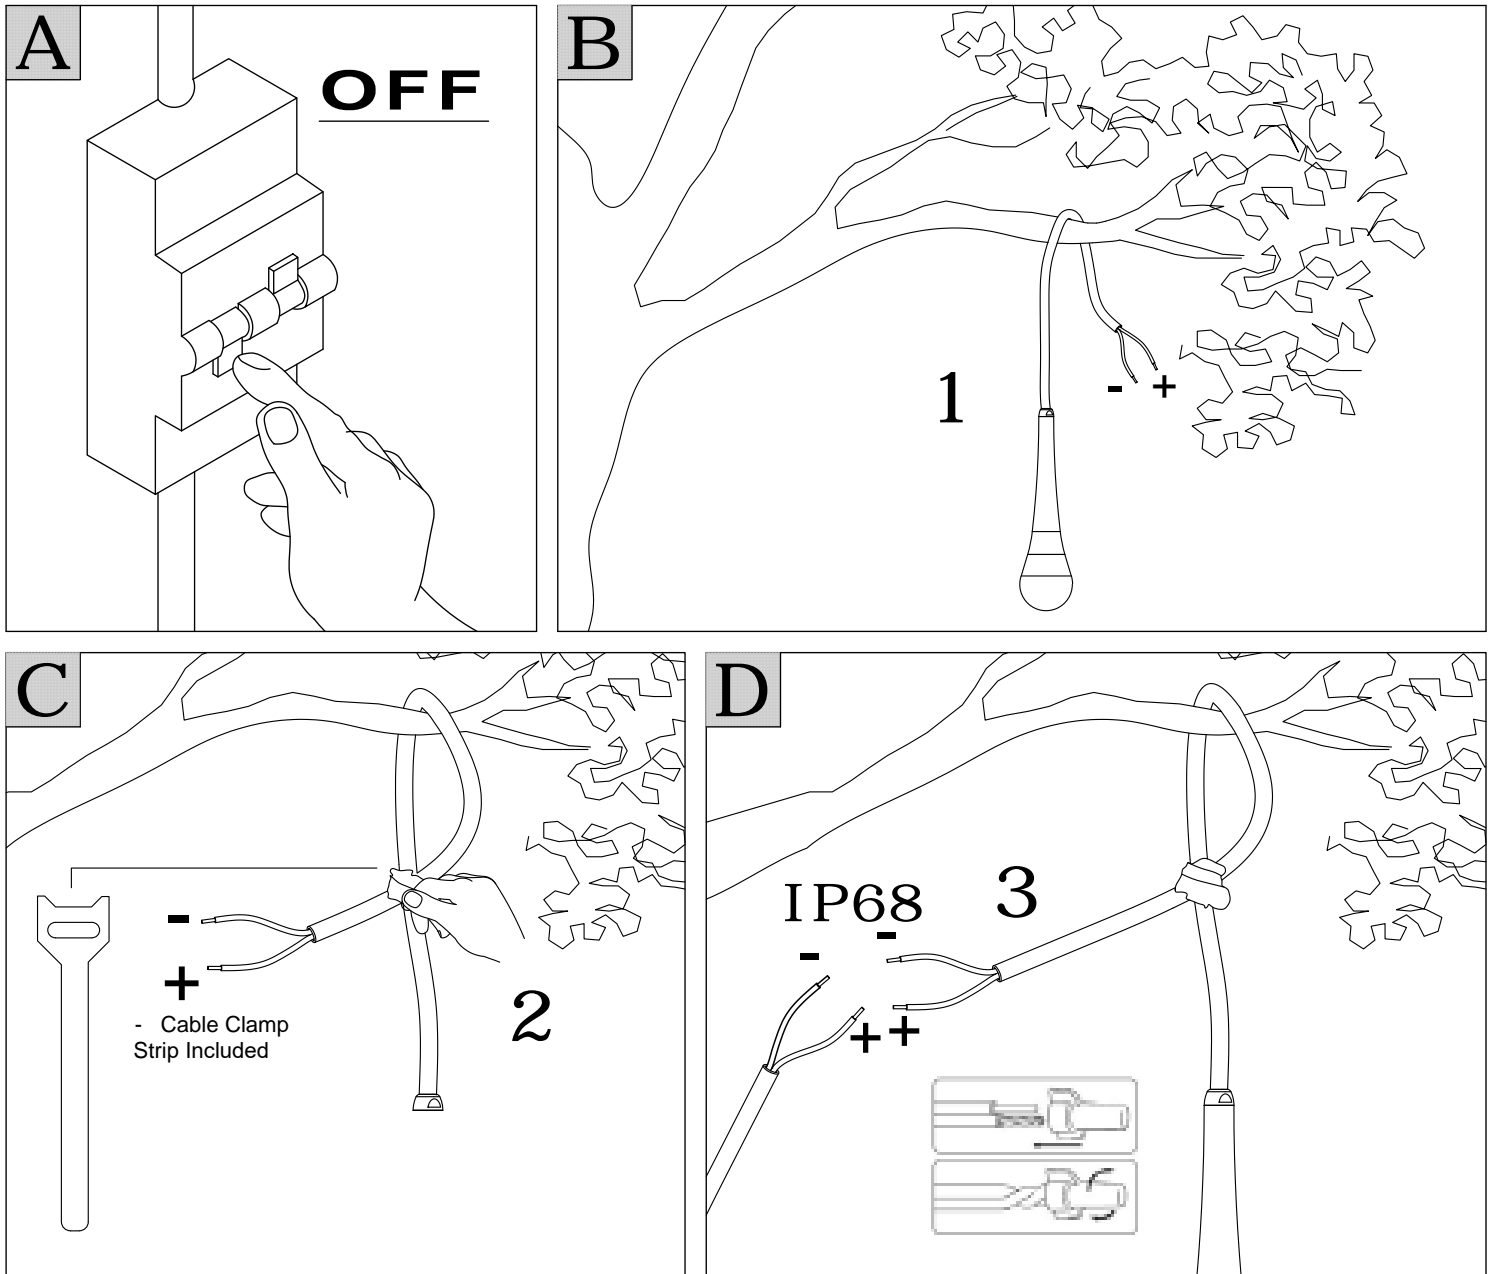 A
OFF
B
1
- +
C
-
+
- Cable Clamp
Strip Included
2
D
IP68
3
-
-
+
+